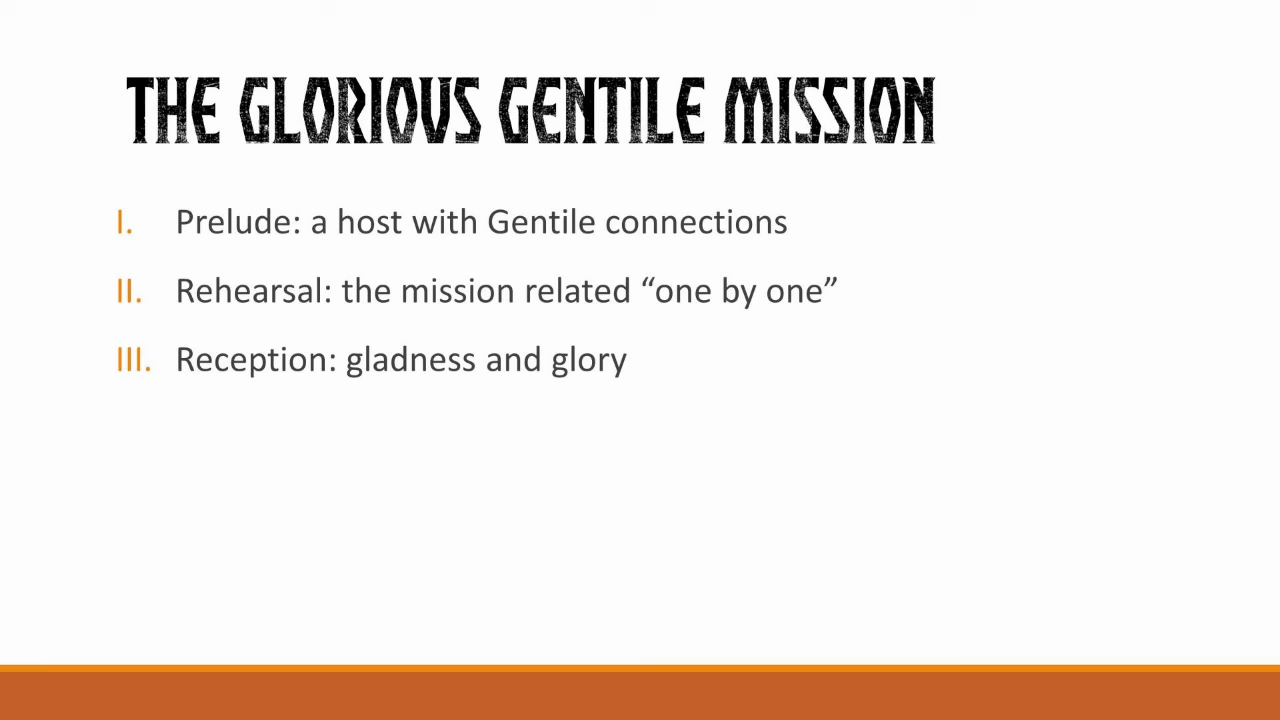 THE GLORIOUS GENTILE MISSION
I. Prelude: a host with Gentile connections
II. Rehearsal: the mission related “one by one”
III. Reception: gladness and glory